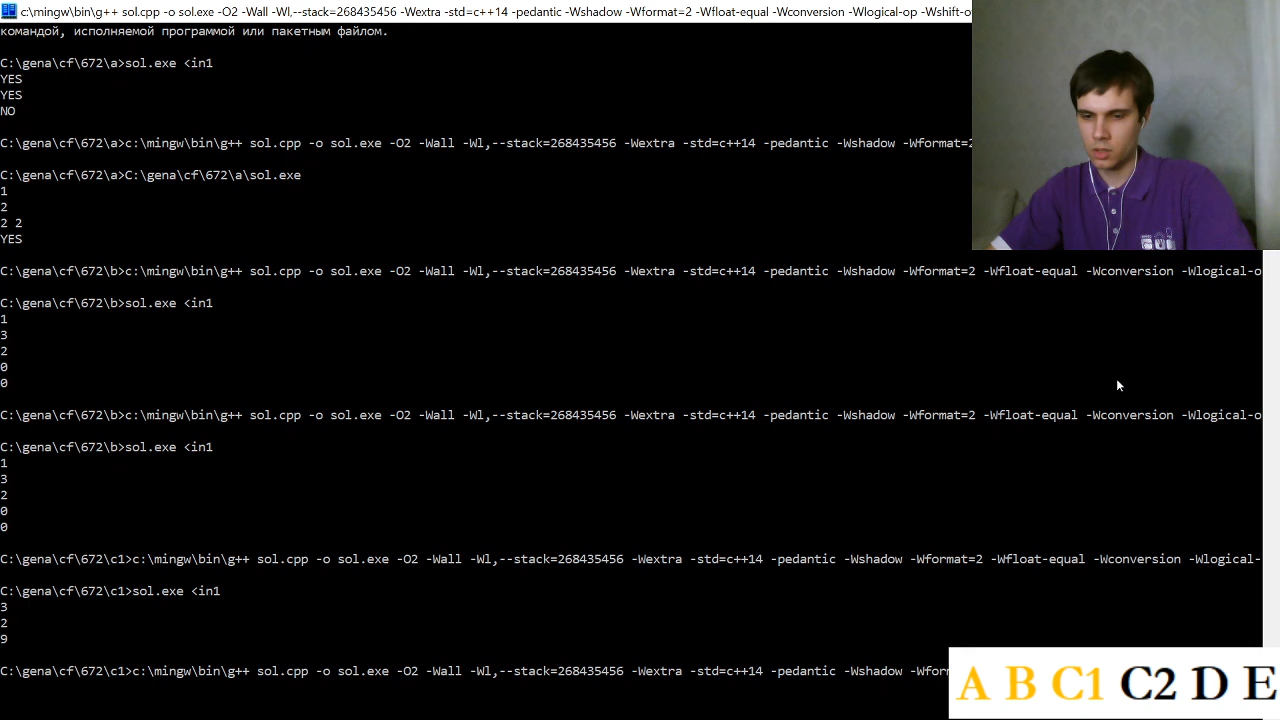 c:\mingw\bin\g++ sol.cpp -o sol.exe -O2 -Wall -Wl,--stack=268435456 -Wextra -std=c++14 -pedantic -Wshadow -Wformat=2 -Wfloat-equal -Wconversion -Wlogical-op -Wshift-o
командой, исполняемой программой или пакетным файлом.
C:\gena\cf\672\a>sol.exe <in1
YES
YES
NO
C:\gena\cf\672\a>c:\mingw\bin\g++ sol.cpp -o sol.exe -O2 -Wall -Wl,--stack=268435456 -Wextra -std=c++14 -pedantic -Wshadow -Wformat=2
C:\gena\cf\672\a>C:\gena\cf\672\a\sol.exe
1
2
2 2
YES
C:\gena\cf\672\b>c:\mingw\bin\g++ sol.cpp -o sol.exe -O2 -Wall -Wl,--stack=268435456 -Wextra -std=c++14 -pedantic -Wshadow -Wformat=2 -Wfloat-equal -Wconversion -Wlogical-o
C:\gena\cf\672\b>sol.exe <in1
1
3
2
0
0
C:\gena\cf\672\b>c:\mingw\bin\g++ sol.cpp -o sol.exe -O2 -Wall -Wl,--stack=268435456 -Wextra -std=c++14 -pedantic -Wshadow -Wformat=2 -Wfloat-equal -Wconversion -Wlogical-o
C:\gena\cf\672\b>sol.exe <in1
1
3
2
0
0
C:\gena\cf\672\c1>c:\mingw\bin\g++ sol.cpp -o sol.exe -O2 -Wall -Wl,--stack=268435456 -Wextra -std=c++14 -pedantic -Wshadow -Wformat=2 -Wfloat-equal -Wconversion -Wlogical-
C:\gena\cf\672\c1>sol.exe <in1
3
2
9
C:\gena\cf\672\c1>c:\mingw\bin\g++ sol.cpp -o sol.exe -O2 -Wall -Wl,--stack=268435456 -Wextra -std=c++14 -pedantic -Wshadow -Wfor
A B C1 C2 D E